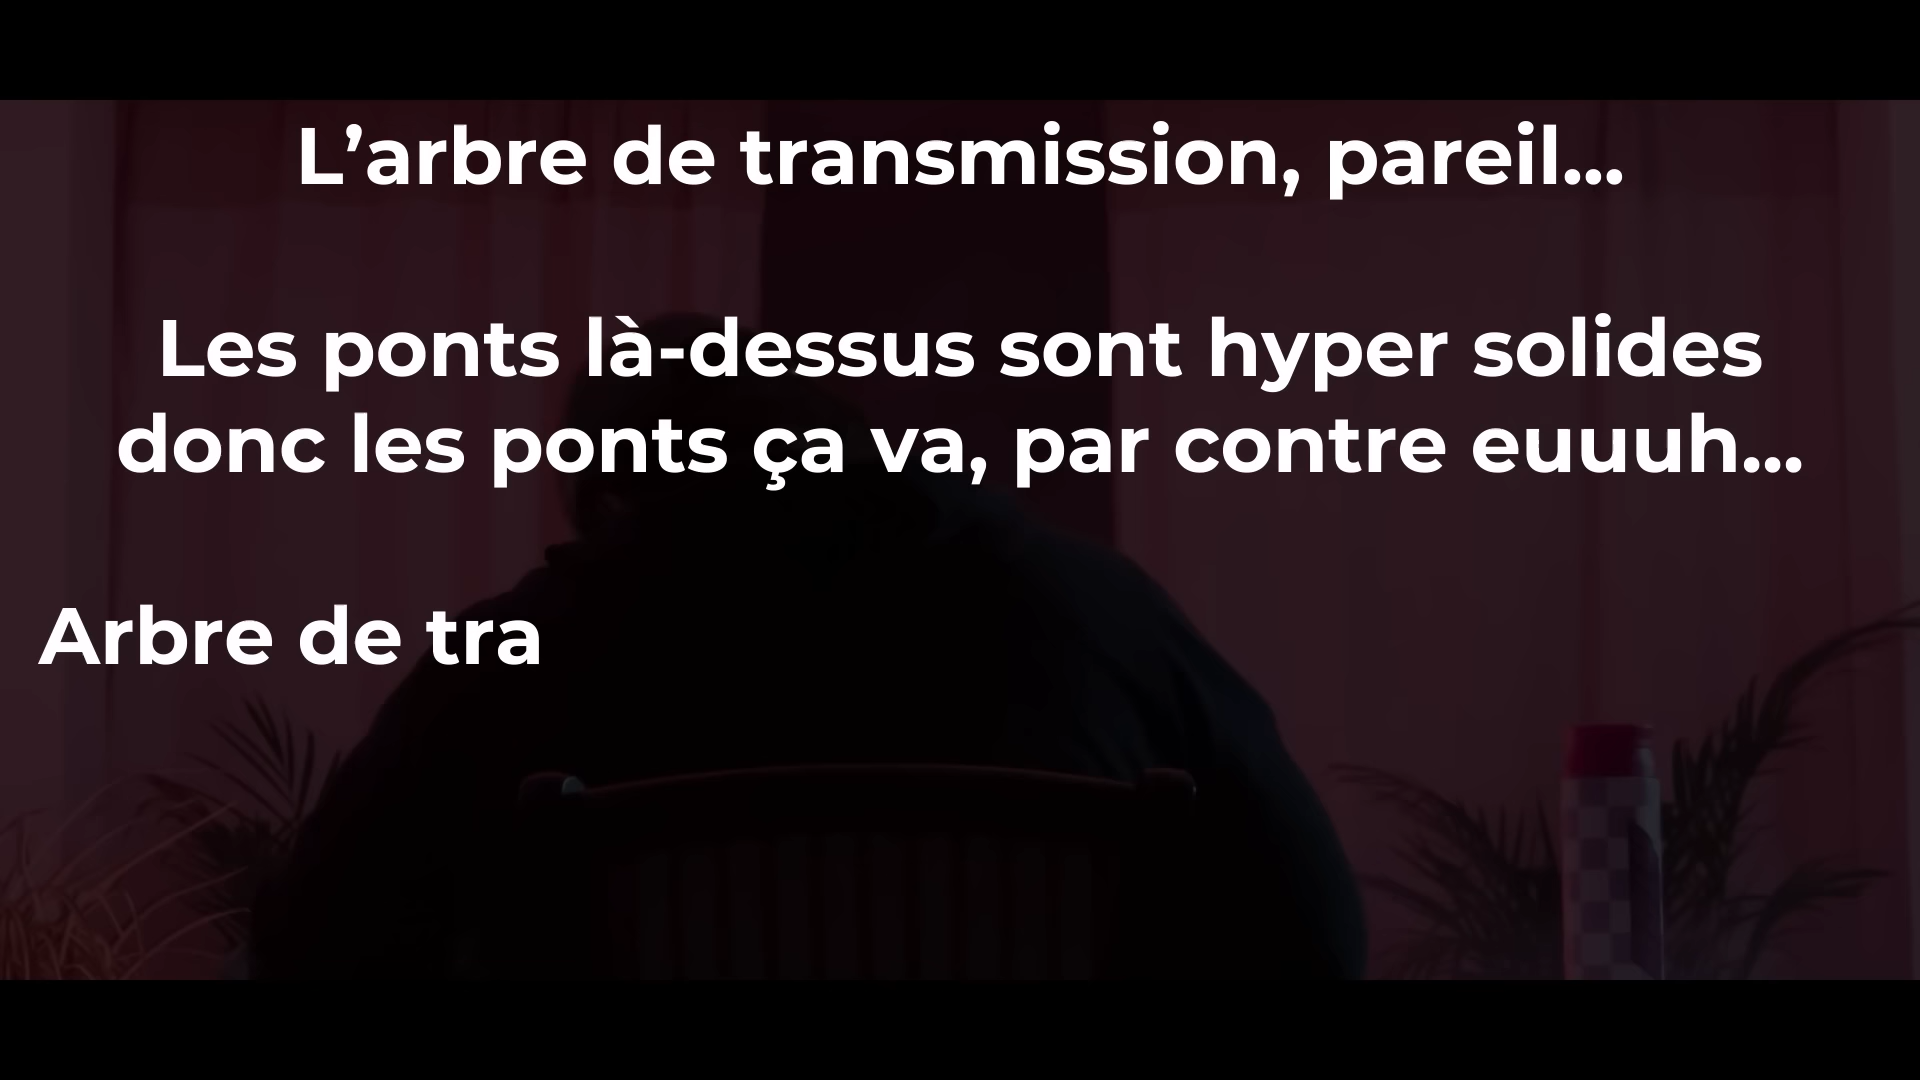 L’arbre de transmission, pareil...
Les ponts là-dessus sont hyper solides
donc les ponts ça va, par contre euuuh...
Arbre de tra